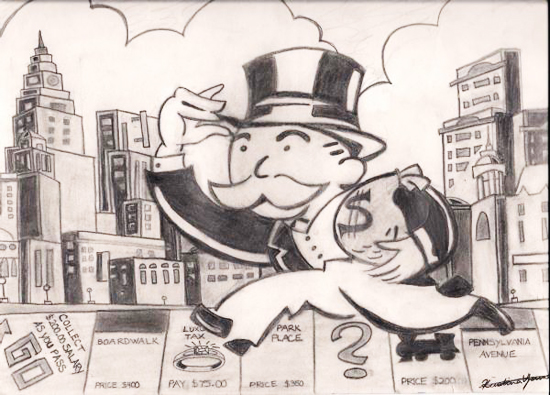 $
COLLECT
$200.00 SALARY
AS YOU PASS
GO
BOARDWALK
PRICE $400
LUXU
TAX
PAY $75.00
PARK
PLACE
PRICE $350
?
PRICE $200
PENNSYLVANIA
AVENUE